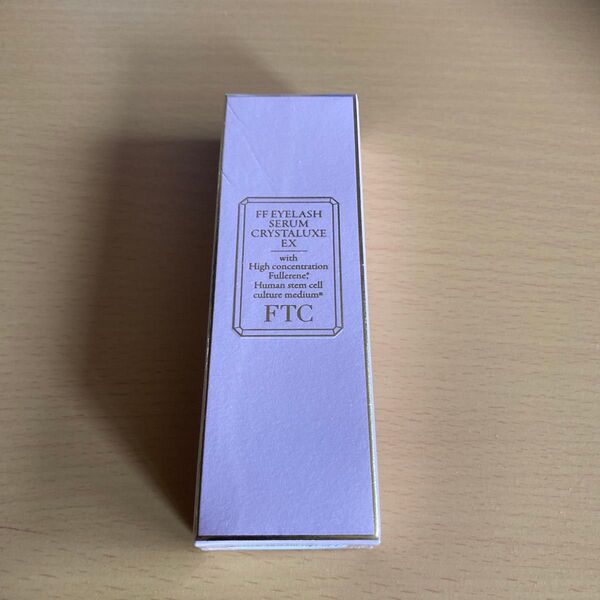 FF EYELASH
SERUM
CRYSTALUXE
EX
with
High concentration
Fullerene,*
Human stem cell
culture medium※
FTC